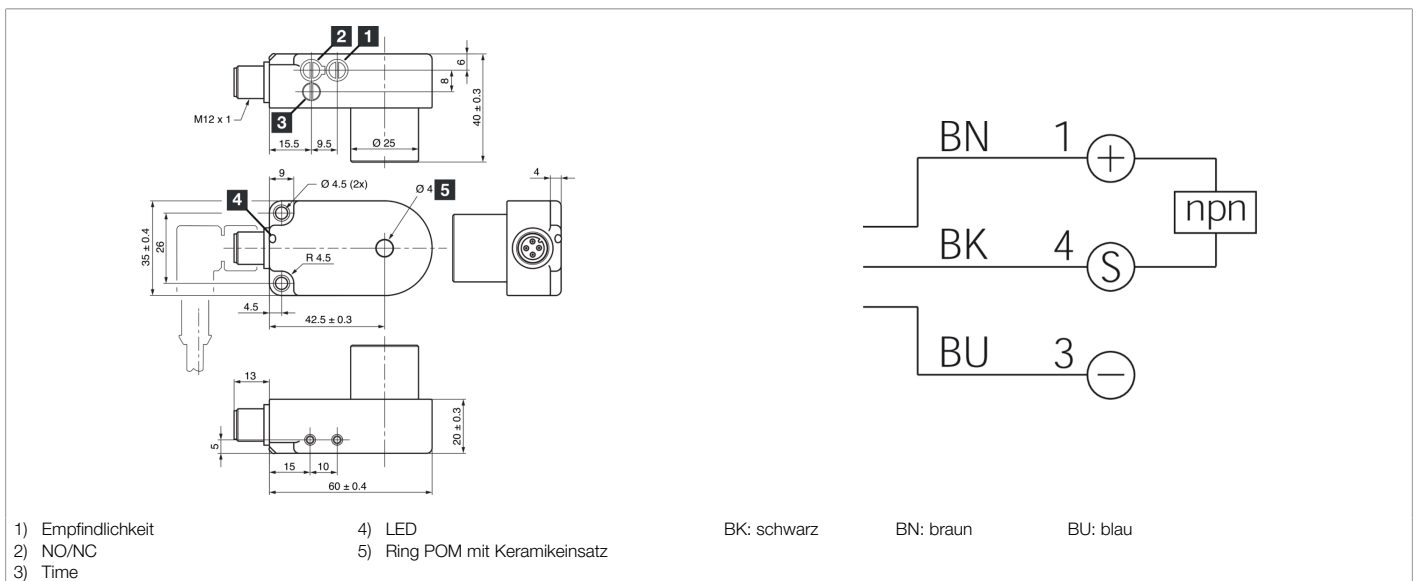 2 1
6
8
40 ± 0.3
M12 x 1
3
15.5 9.5 Ø 25
9
Ø 4.5 (2x)
4
Ø 4 5
4
35 ± 0.4
26
R 4.5
4.5
42.5 ± 0.3
13
5
20 ± 0.3
15 10
60 ± 0.4
BN 1 +
npn
BK 4 S
BU 3 −
1) Empfindlichkeit
2) NO/NC
3) Time
4) LED
5) Ring POM mit Keramikeinsatz
BK: schwarz BN: braun BU: blau